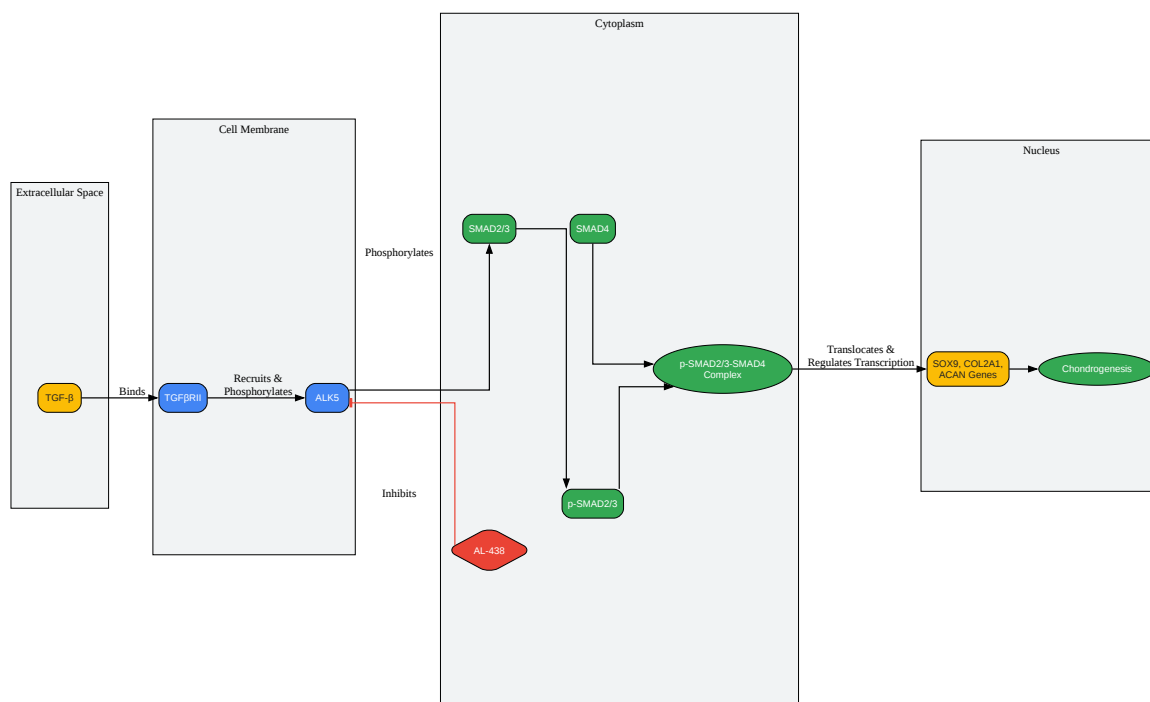 Cytoplasm
Cell Membrane
Nucleus
Extracellular Space
SMAD2/3
SMAD4
Phosphorylates
Translocates &
Regulates Transcription
p-SMAD2/3-SMAD4
Complex
SOX9, COL2A1,
ACAN Genes
Chondrogenesis
Recruits &
Phosphorylates
Binds
TGF-β
TGFβRII
ALK5
Inhibits
p-SMAD2/3
AL-438